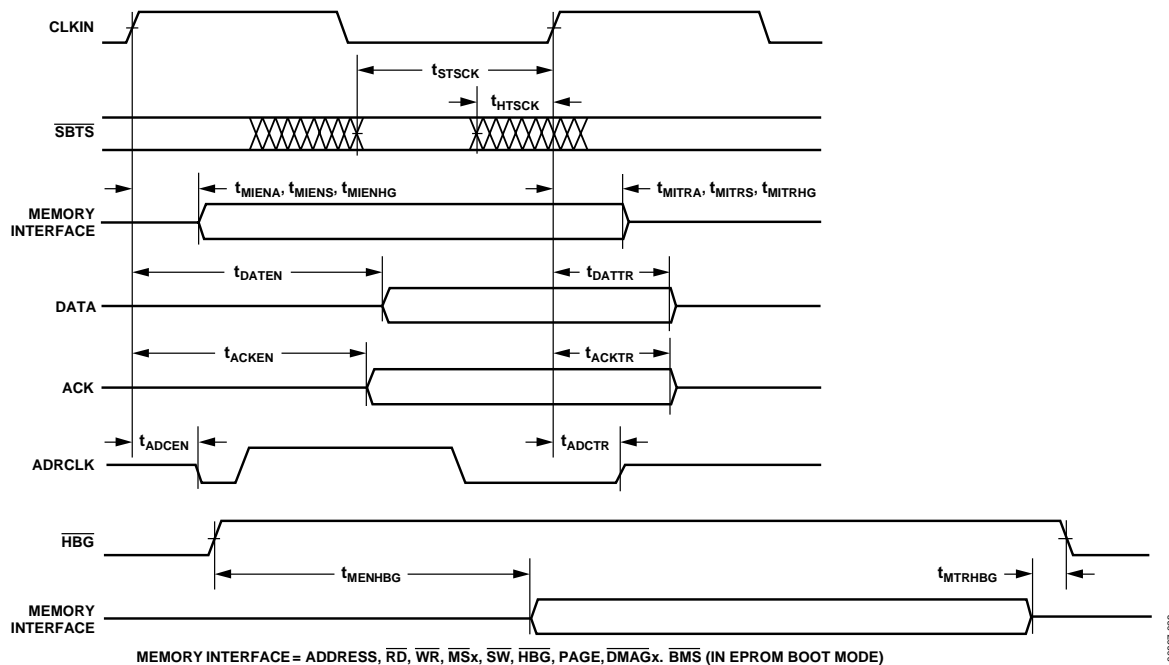 CLKIN
tSTSCK
tHTSCK
SBTS
tMIENA, tMIENS, tMIENHG
tMITRA, tMITRS, tMITRHG
MEMORY
INTERFACE
tDATEN
tDATTR
DATA
tACKEN
tACKTR
ACK
tADCEN
tADCTR
ADRCLK
HBG
tMENHBG
tMTRHBG
MEMORY
INTERFACE
MEMORY INTERFACE = ADDRESS, RD, WR, MSx, SW, HBG, PAGE, DMAGx. BMS (IN EPROM BOOT MODE)